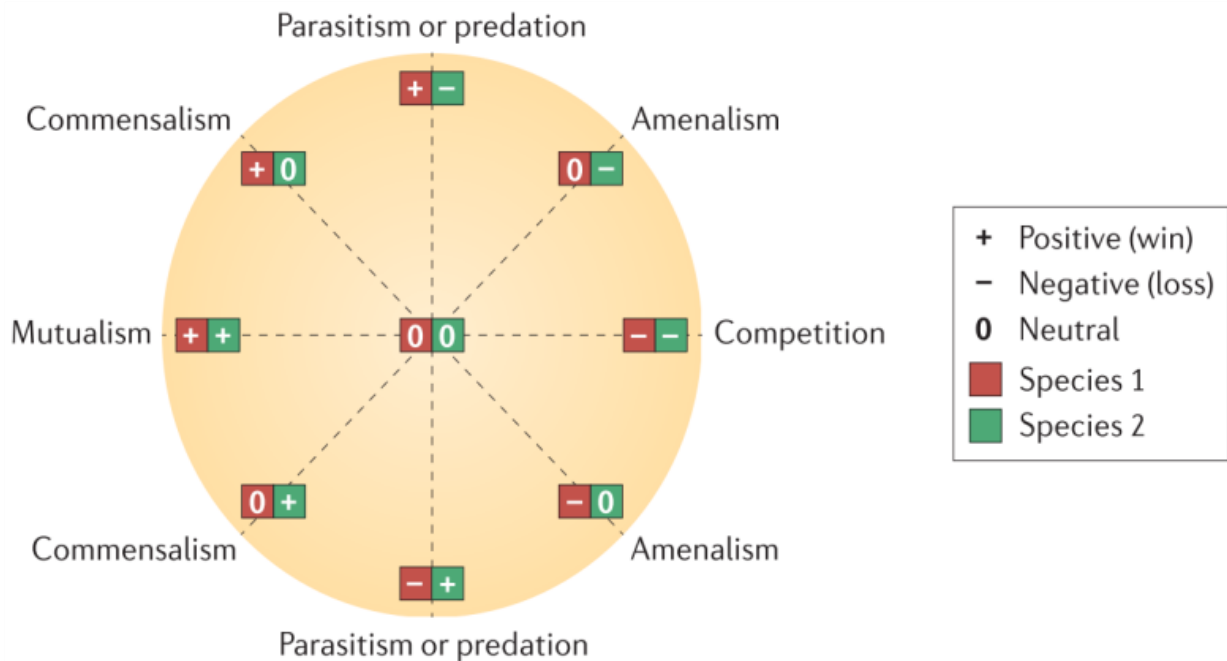 Parasitism or predation
+ −
Commensalism
Amenalism
+ 0
0 −
Mutualism
+ +
0 0
− −
Competition
0 +
− 0
Commensalism
Amenalism
− +
Parasitism or predation
+ Positive (win)
− Negative (loss)
0 Neutral
Species 1
Species 2